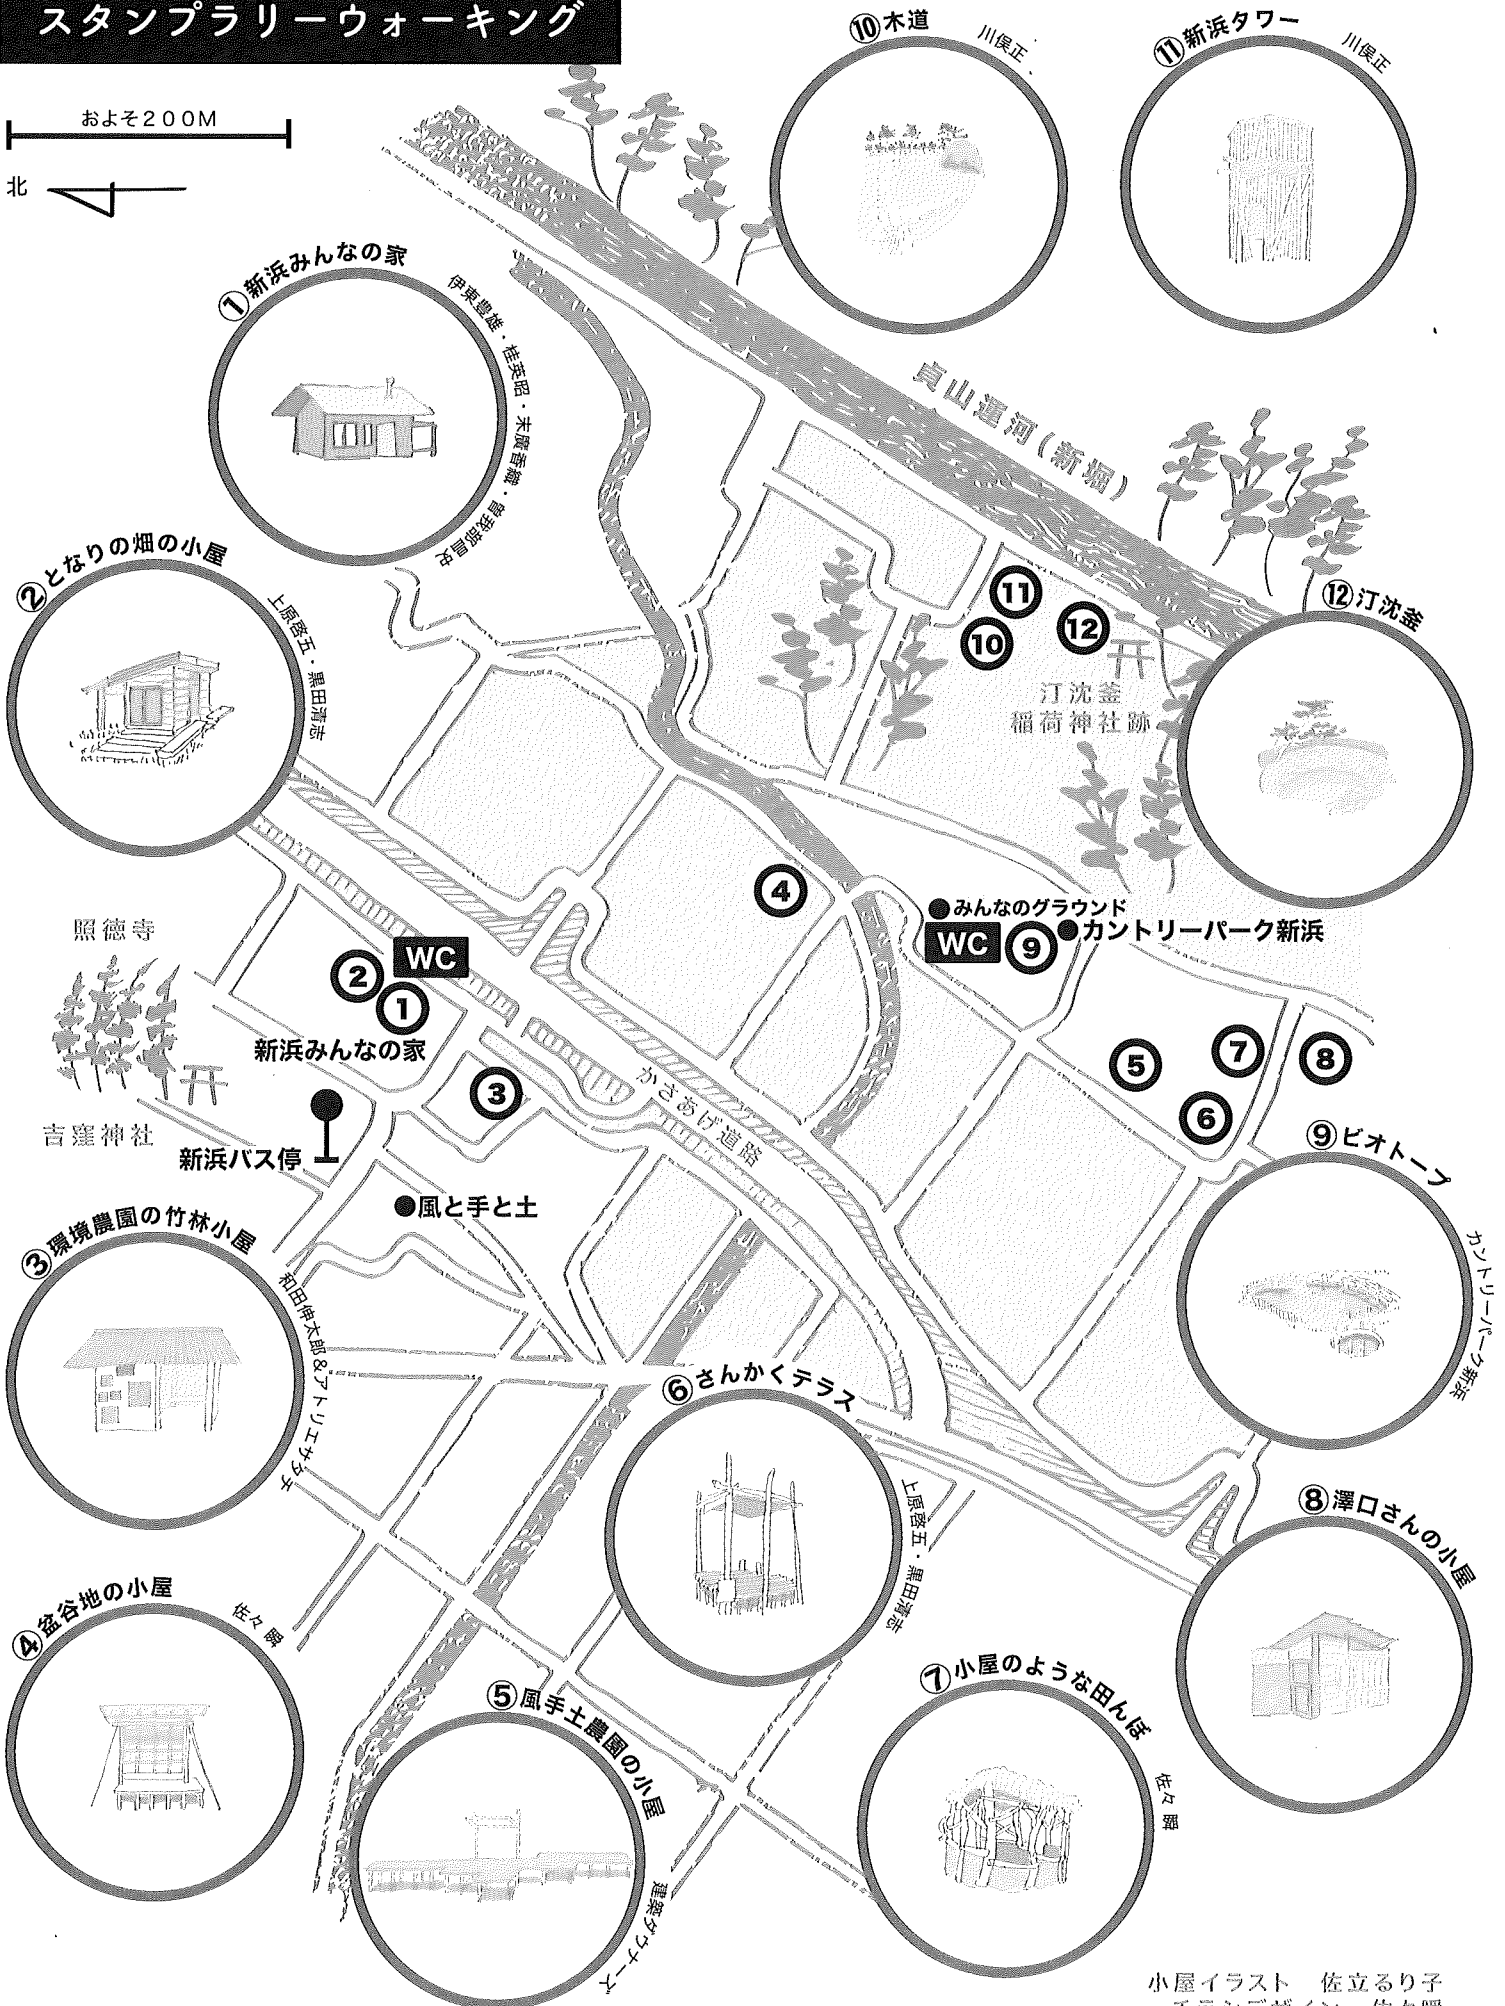 スタンプラリーウォーキング
およそ200M
北
⑩木道
川俣正
⑪新浜タワー
川俣正
①新浜みんなの家
伊東豊雄・桂英昭・末廣香織・曽我部昌史
貞山運河(新堀)
②となりの畑の小屋
上原啓五・黒田清志
⑫汀沈釜
11
10
12
汀沈釜
稲荷神社跡
4
みんなのグラウンド
WC
9
カントリーパーク新浜
照徳寺
WC
2
1
新浜みんなの家
3
かさあげ道路
5
7
8
6
吉窪神社
新浜バス停
風と手と土
⑨ビオトープ
カントリーパーク新浜
③環境農園の竹林小屋
和田伸太郎&アトリエサタチ
⑥さんかくテラス
上原啓五・黒田清志
⑧澤口さんの小屋
④盆谷地の小屋
佐々瞬
⑤風手土農園の小屋
建築ダウナーズ
⑦小屋のような田んぼ
佐々瞬
小屋イラスト 佐立るり子
チラシデザイン 佐々瞬